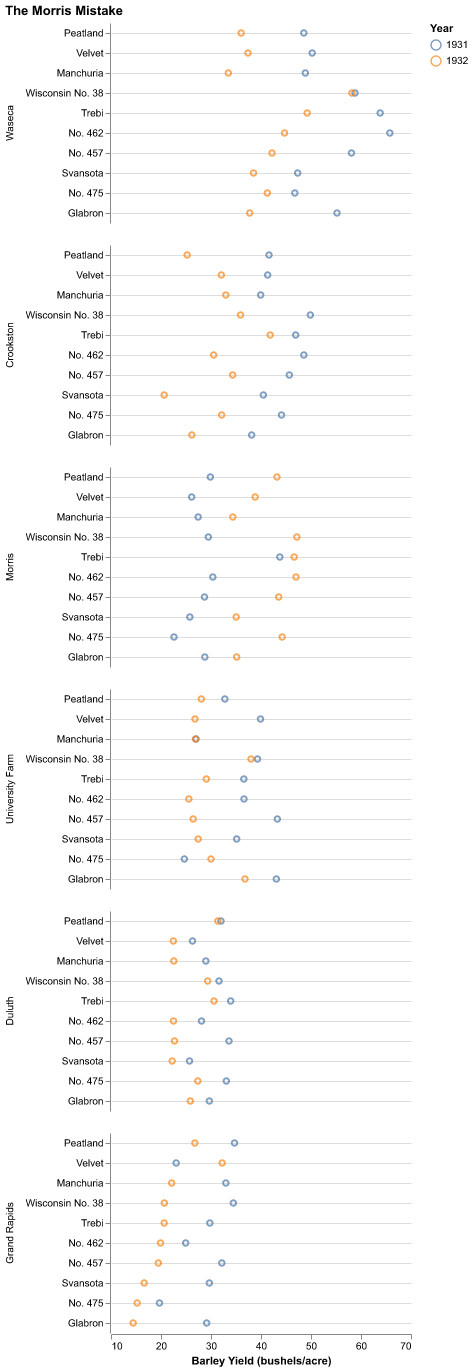 The Morris Mistake
Year
1931
1932
Waseca
Peatland
Velvet
Manchuria
Wisconsin No. 38
Trebi
No. 462
No. 457
Svansota
No. 475
Glabron
Crookston
Peatland
Velvet
Manchuria
Wisconsin No. 38
Trebi
No. 462
No. 457
Svansota
No. 475
Glabron
Morris
Peatland
Velvet
Manchuria
Wisconsin No. 38
Trebi
No. 462
No. 457
Svansota
No. 475
Glabron
University Farm
Peatland
Velvet
Manchuria
Wisconsin No. 38
Trebi
No. 462
No. 457
Svansota
No. 475
Glabron
Duluth
Peatland
Velvet
Manchuria
Wisconsin No. 38
Trebi
No. 462
No. 457
Svansota
No. 475
Glabron
Grand Rapids
Peatland
Velvet
Manchuria
Wisconsin No. 38
Trebi
No. 462
No. 457
Svansota
No. 475
Glabron
10 20 30 40 50 60 70
Barley Yield (bushels/acre)